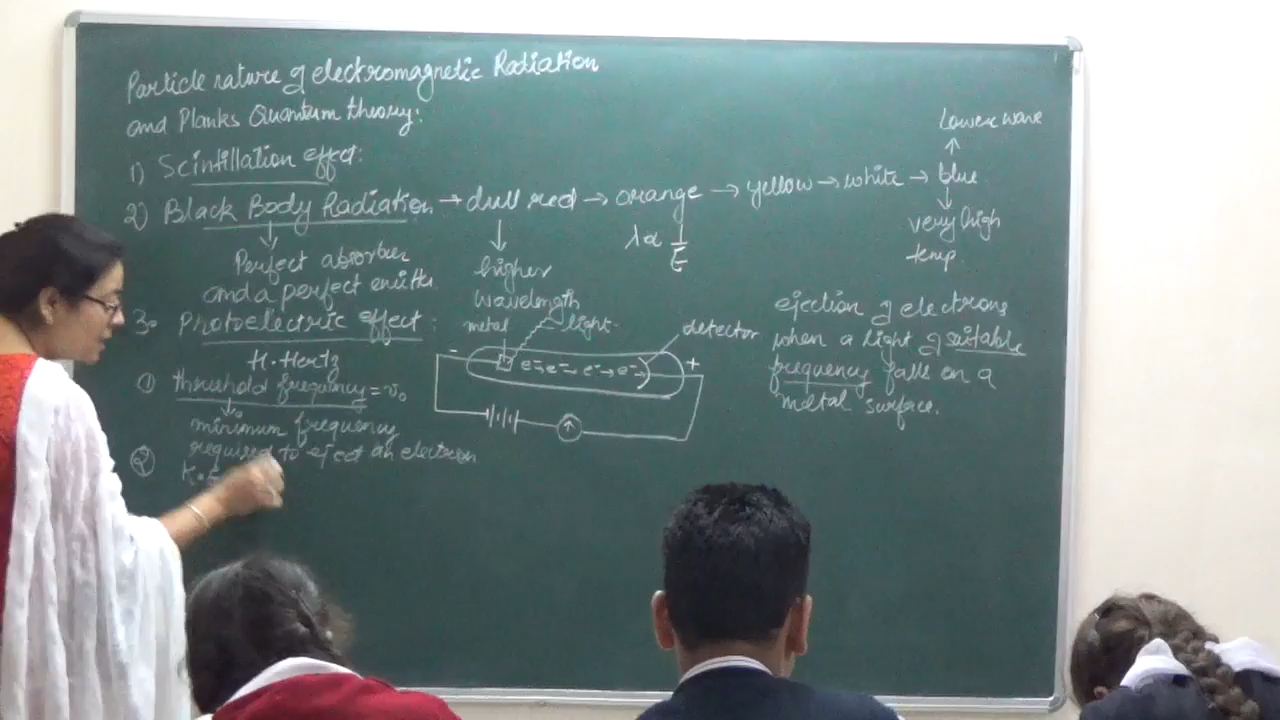 Particle nature of electromagnetic Radiation
and Planks Quantum theory:
1) Scintillation effect:
2) Black Body Radiation → dull red → orange → yellow → white → blue
Perfect absorber
and a perfect emitter
higher
wavelength
λ ∝ 1/E
Lower wave
very high
temp.
3. Photoelectric effect:
H. Hertz
① threshold frequency = ν₀
minimum frequency
required to eject an electron
② K.E
metal
light
detector
-
e⁻ → e⁻ → e⁻ → e⁻
+
ejection of electrons
when a light of suitable
frequency falls on a
metal surface.